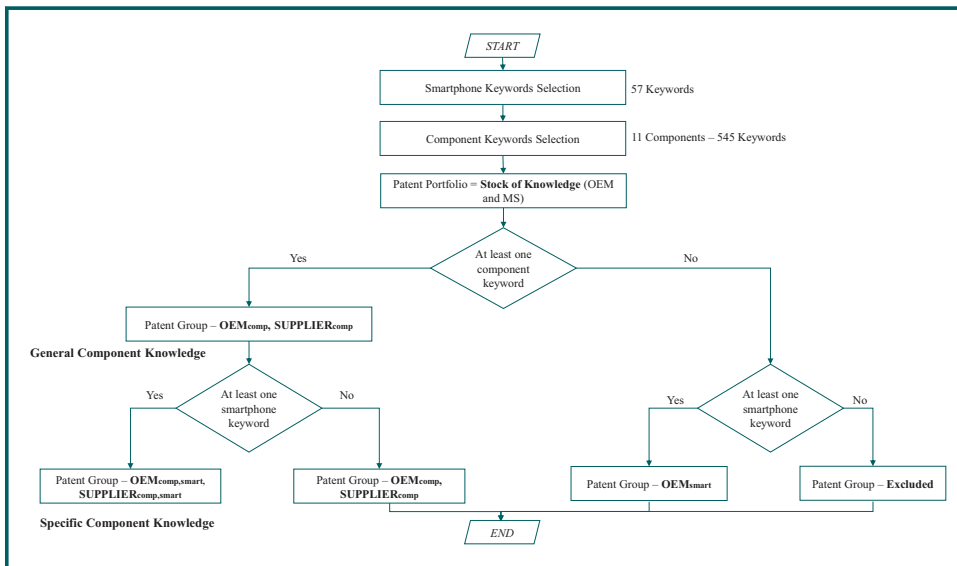 START
Smartphone Keywords Selection
57 Keywords
Component Keywords Selection
11 Components – 545 Keywords
Patent Portfolio = Stock of Knowledge (OEM
and MS)
At least one
component
keyword
Yes
No
Patent Group – OEMcomp, SUPPLIERcomp
General Component Knowledge
At least one
smartphone
keyword
Yes
No
At least one
smartphone
keyword
Yes
No
Patent Group – OEMcomp,smart,
SUPPLIERcomp,smart
Patent Group – OEMcomp,
SUPPLIERcomp
Patent Group – OEMsmart
Patent Group – Excluded
Specific Component Knowledge
END